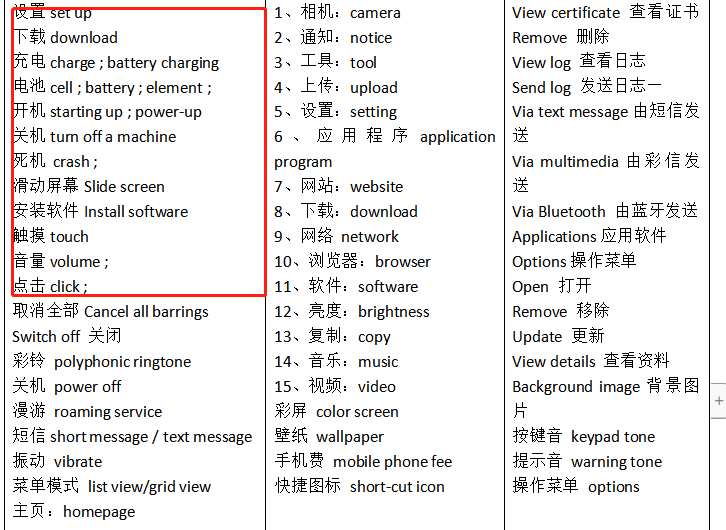 设置 set up
下载 download
充电 charge ; battery charging
电池 cell ; battery ; element ;
开机 starting up ; power-up
关机 turn off a machine
死机 crash ;
滑动屏幕 Slide screen
安装软件 Install software
触摸 touch
音量 volume ;
点击 click ;
取消全部 Cancel all barrings
Switch off 关闭
彩铃 polyphonic ringtone
关机 power off
漫游 roaming service
短信 short message / text message
振动 vibrate
菜单模式 list view/grid view
主页：homepage
1、相机：camera
2、通知：notice
3、工具：tool
4、上传：upload
5、设置：setting
6、应用程序 application
program
7、网站：website
8、下载：download
9、网络 network
10、浏览器：browser
11、软件：software
12、亮度：brightness
13、复制：copy
14、音乐：music
15、视频：video
彩屏 color screen
壁纸 wallpaper
手机费 mobile phone fee
快捷图标 short-cut icon
View certificate 查看证书
Remove 删除
View log 查看日志
Send log 发送日志一
Via text message 由短信发
送
Via multimedia 由彩信发
送
Via Bluetooth 由蓝牙发送
Applications 应用软件
Options 操作菜单
Open 打开
Remove 移除
Update 更新
View details 查看资料
Background image 背景图
片
按键音 keypad tone
提示音 warning tone
操作菜单 options